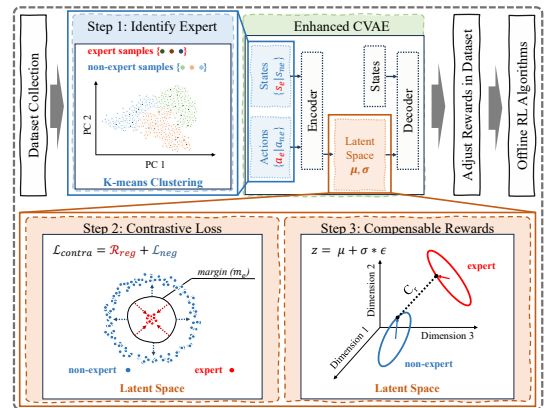 Dataset Collection
Step 1: Identify Expert
expert samples {● ● ●}
non-expert samples {● ● ●}
PC 2
PC 1
K-means Clustering
Enhanced CVAE
States
{s_e|s_ne}
Actions
{a_e|a_ne}
Encoder
Latent
Space
μ, σ
States
Decoder
Adjust Rewards in Dataset
Offline RL Algorithms
Step 2: Contrastive Loss
ℒ_contra = ℛ_reg + ℒ_neg
margin (m_e)
non-expert
expert
Latent Space
Step 3: Compensable Rewards
z = μ + σ * ϵ
expert
Dimension 2
C_r
Dimension 3
Dimension 1
non-expert
Latent Space